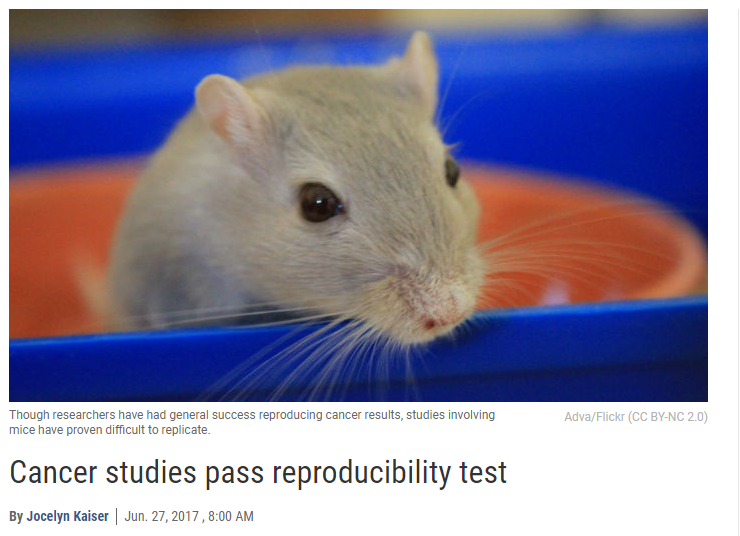 Though researchers have had general success reproducing cancer results, studies involving
mice have proven difficult to replicate.
Adva/Flickr (CC BY-NC 2.0)
Cancer studies pass reproducibility test
By Jocelyn Kaiser | Jun. 27, 2017 , 8:00 AM